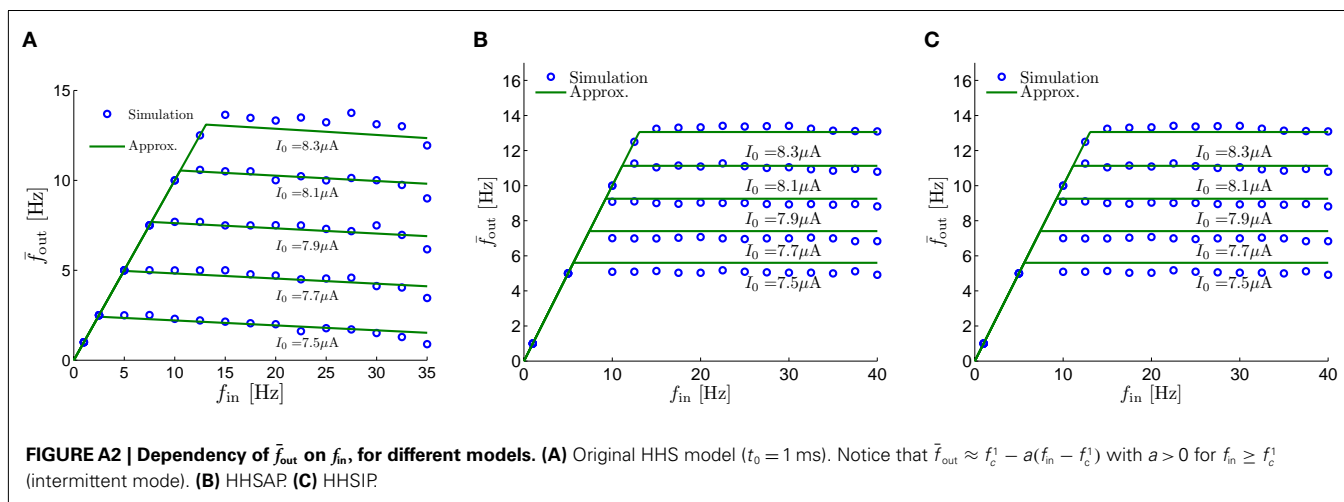 A
15
10
5
0
f̄out [Hz]
Simulation
Approx.
I0 =8.3μA
I0 =8.1μA
I0 =7.9μA
I0 =7.7μA
I0 =7.5μA
0 5 10 15 20 25 30 35
fin [Hz]
B
16
14
12
10
8
6
4
2
0
f̄out [Hz]
Simulation
Approx.
I0 =8.3μA
I0 =8.1μA
I0 =7.9μA
I0 =7.7μA
I0 =7.5μA
0 10 20 30 40
fin [Hz]
C
16
14
12
10
8
6
4
2
0
f̄out [Hz]
Simulation
Approx.
I0 =8.3μA
I0 =8.1μA
I0 =7.9μA
I0 =7.7μA
I0 =7.5μA
0 10 20 30 40
fin [Hz]
FIGURE A2 | Dependency of f̄out on fin, for different models. (A) Original HHS model (t0 = 1 ms). Notice that f̄out ≈ fc1 − a(fin − fc1) with a > 0 for fin ≥ fc1
(intermittent mode). (B) HHSAP. (C) HHSIP.